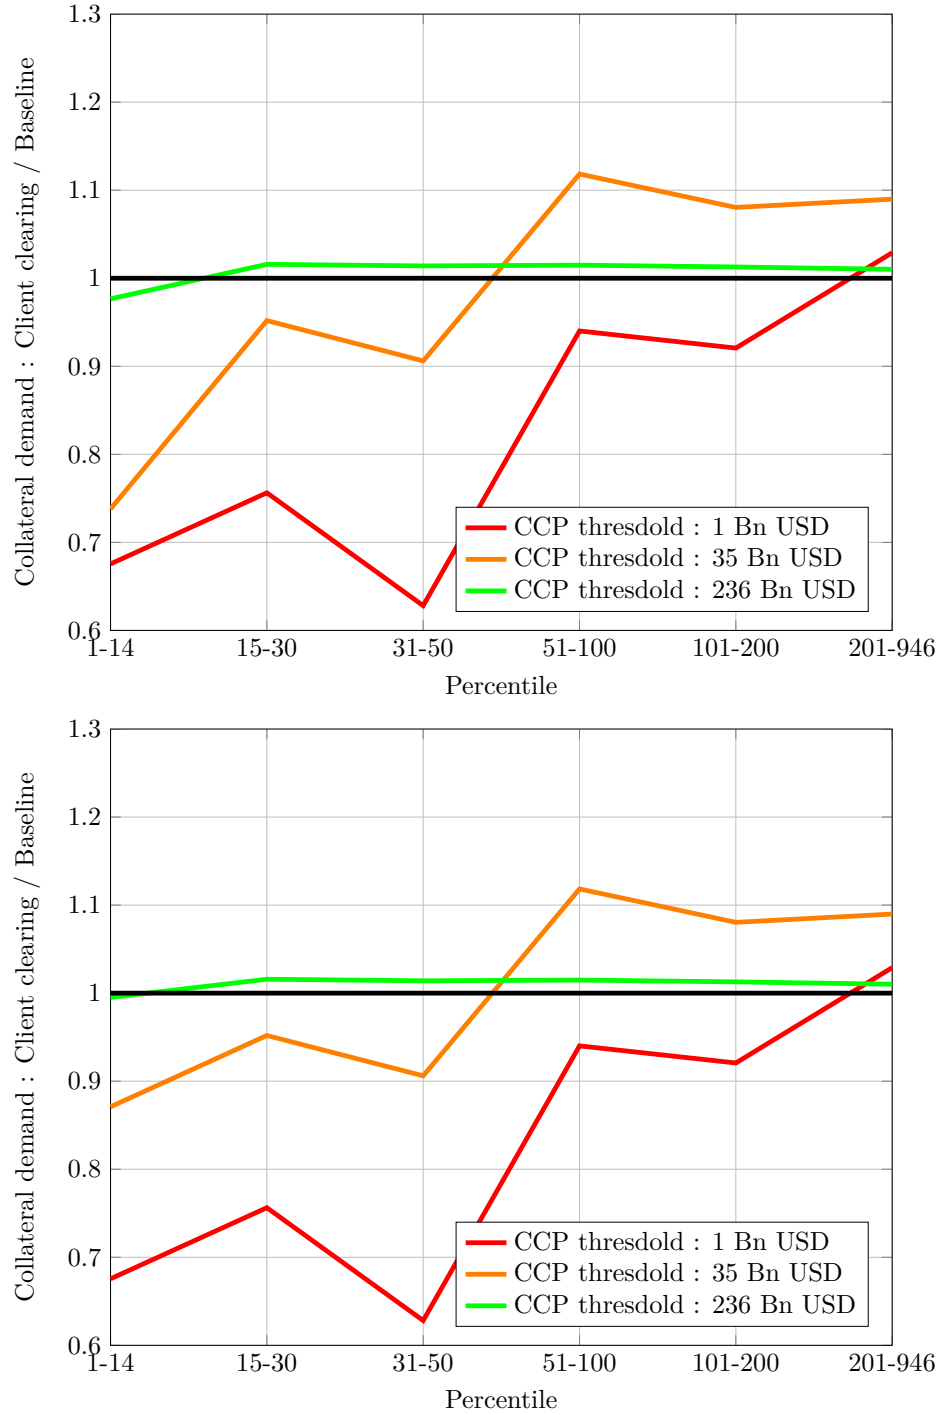 1.3
1.2
1.1
1
0.9
0.8
0.7
0.6
Collateral demand : Client clearing / Baseline
CCP thresdold : 1 Bn USD
CCP thresdold : 35 Bn USD
CCP thresdold : 236 Bn USD
1-14 15-30 31-50 51-100 101-200 201-946
Percentile
1.3
1.2
1.1
1
0.9
0.8
0.7
0.6
Collateral demand : Client clearing / Baseline
CCP thresdold : 1 Bn USD
CCP thresdold : 35 Bn USD
CCP thresdold : 236 Bn USD
1-14 15-30 31-50 51-100 101-200 201-946
Percentile